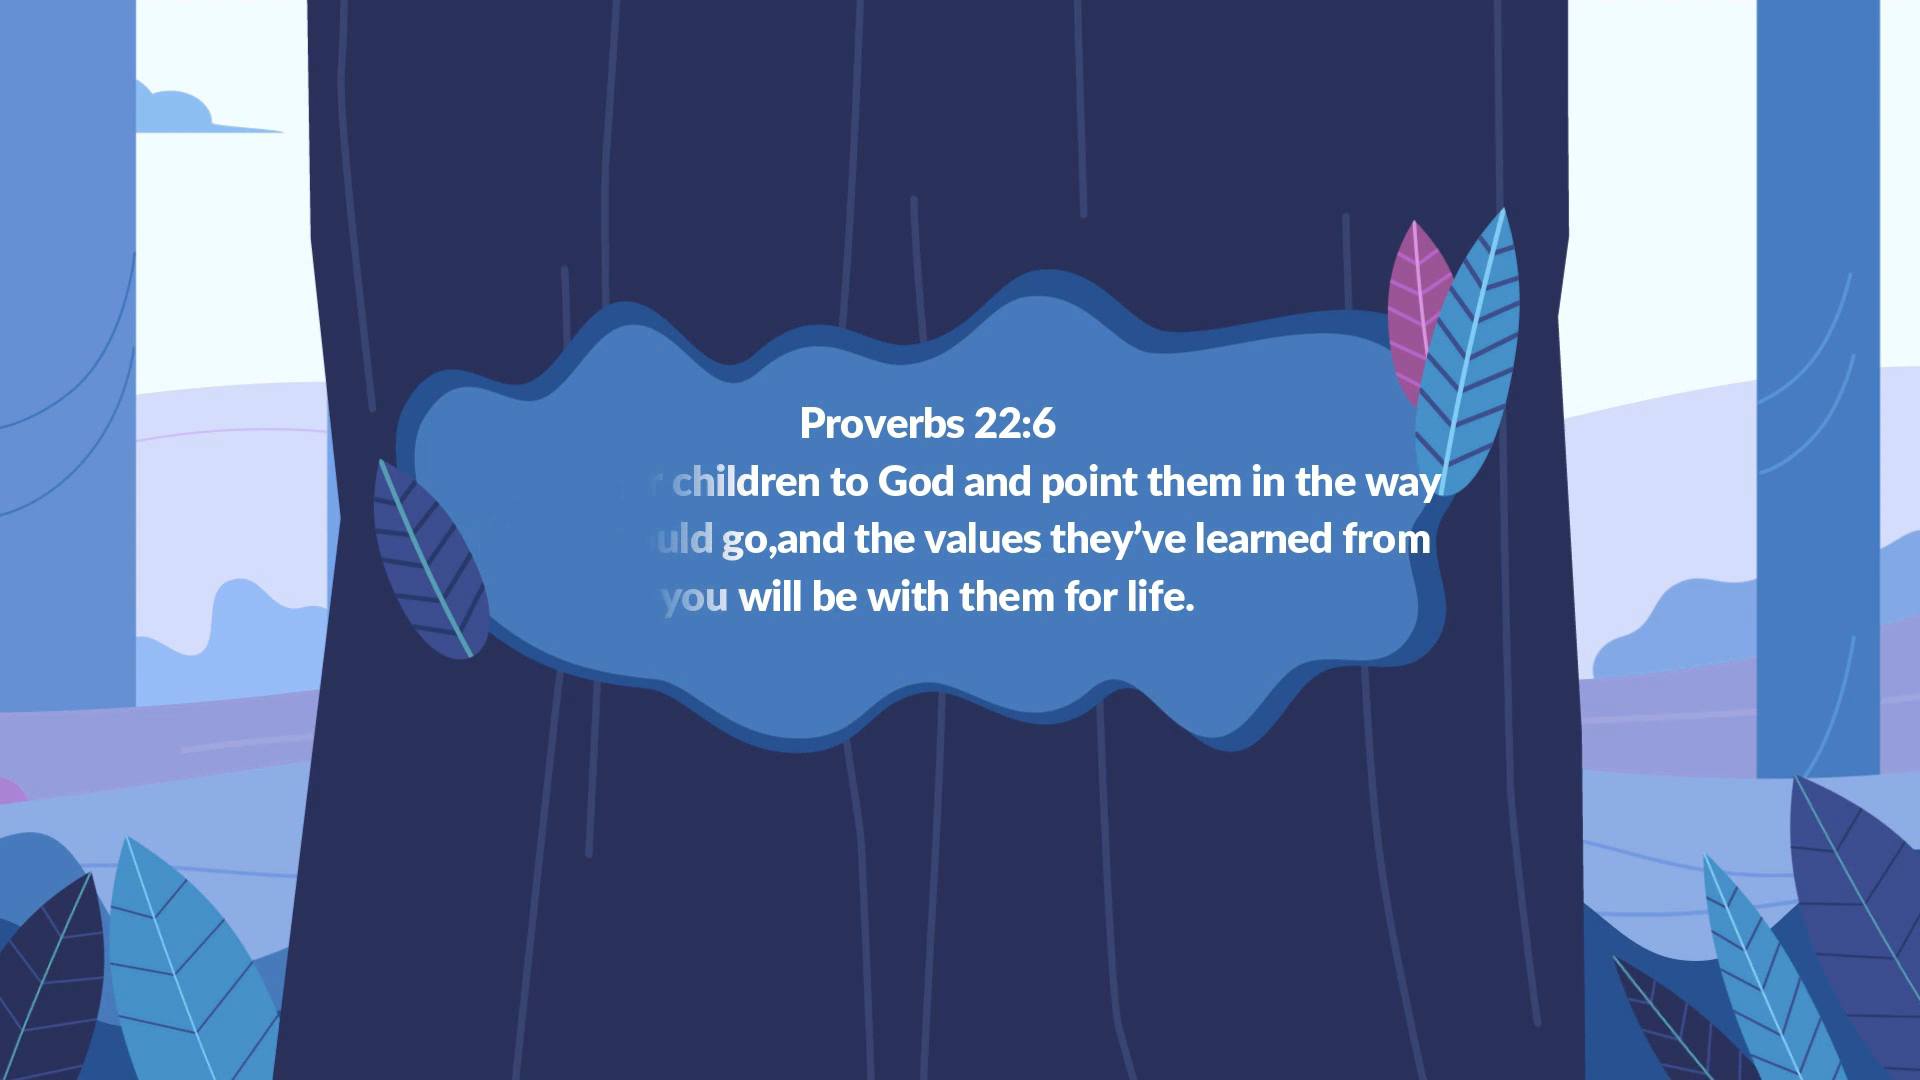 Proverbs 22:6
children to God and point them in the way
go,and the values they’ve learned from
you will be with them for life.